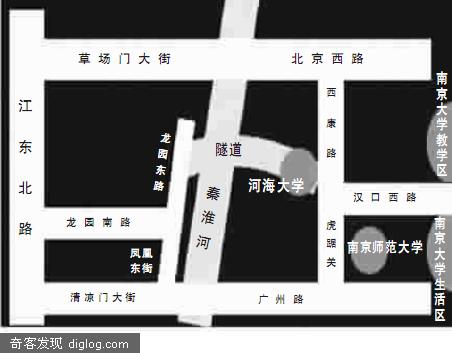 草场门大街
北京西路
江东北路
西康路
南京大学教学区
龙园东路
隧道
河海大学
秦淮河
汉口西路
龙园南路
虎踞关
南京师范大学
南京大学生活区
凤凰
东街
清凉门大街
广州路
奇客发现 diglog.com